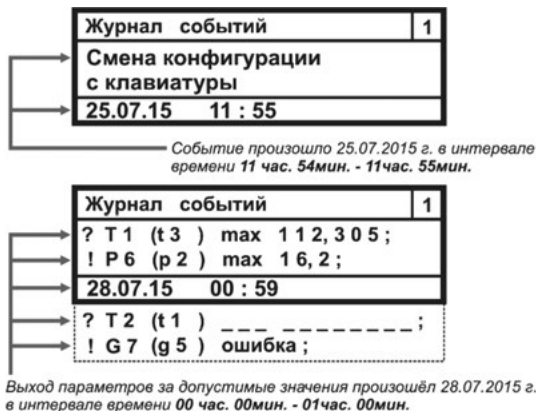 Журнал событий 1
Смена конфигурации
с клавиатуры
25.07.15 11 : 55
Событие произошло 25.07.2015 г. в интервале
времени 11 час. 54мин. - 11час. 55мин.
Журнал событий 1
? T 1 (t 3 ) max 1 1 2, 3 0 5 ;
! P 6 (p 2 ) max 1 6, 2 ;
28.07.15 00 : 59
? T 2 (t 1 ) _ _ _ _ _ _ _ _ _ _ _ ;
! G 7 (g 5 ) ошибка ;
Выход параметров за допустимые значения произошёл 28.07.2015 г.
в интервале времени 00 час. 00мин. - 01час. 00мин.